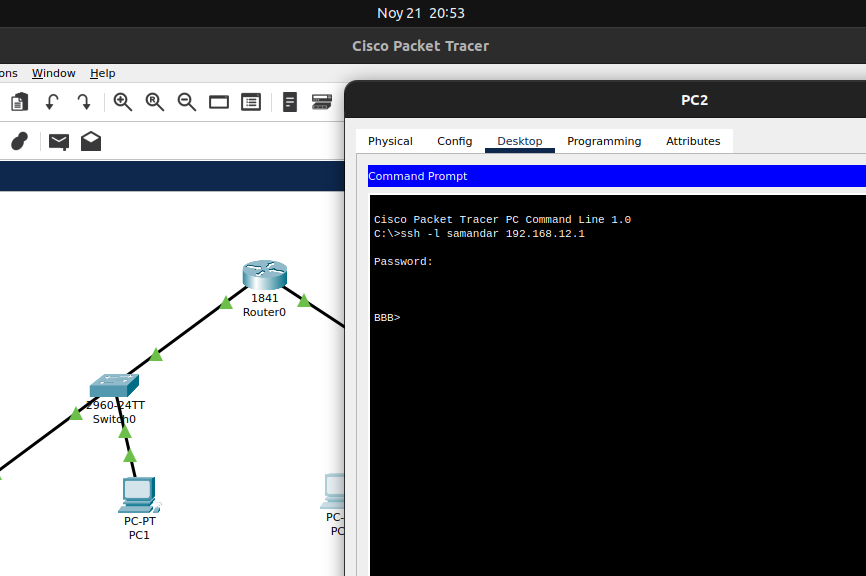 Noy 21 20:53
Cisco Packet Tracer
ons Window Help
PC2
Physical Config Desktop Programming Attributes
Command Prompt
Cisco Packet Tracer PC Command Line 1.0
C:\>ssh -l samandar 192.168.12.1
Password:
BBB>
1841
Router0
2960-24TT
Switch0
PC-PT
PC1
PC-
PC